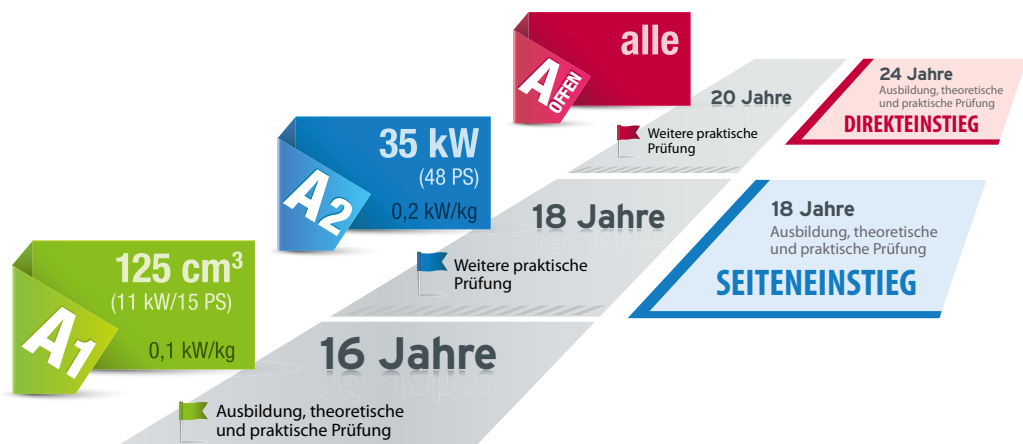 A OFFEN
alle
20 Jahre
Weitere praktische
Prüfung
24 Jahre
Ausbildung, theoretische
und praktische Prüfung
DIREKTEINSTIEG
A2
35 kW
(48 PS)
0,2 kW/kg
18 Jahre
Weitere praktische
Prüfung
18 Jahre
Ausbildung, theoretische
und praktische Prüfung
SEITENEINSTIEG
A1
125 cm³
(11 kW/15 PS)
0,1 kW/kg
16 Jahre
Ausbildung, theoretische
und praktische Prüfung